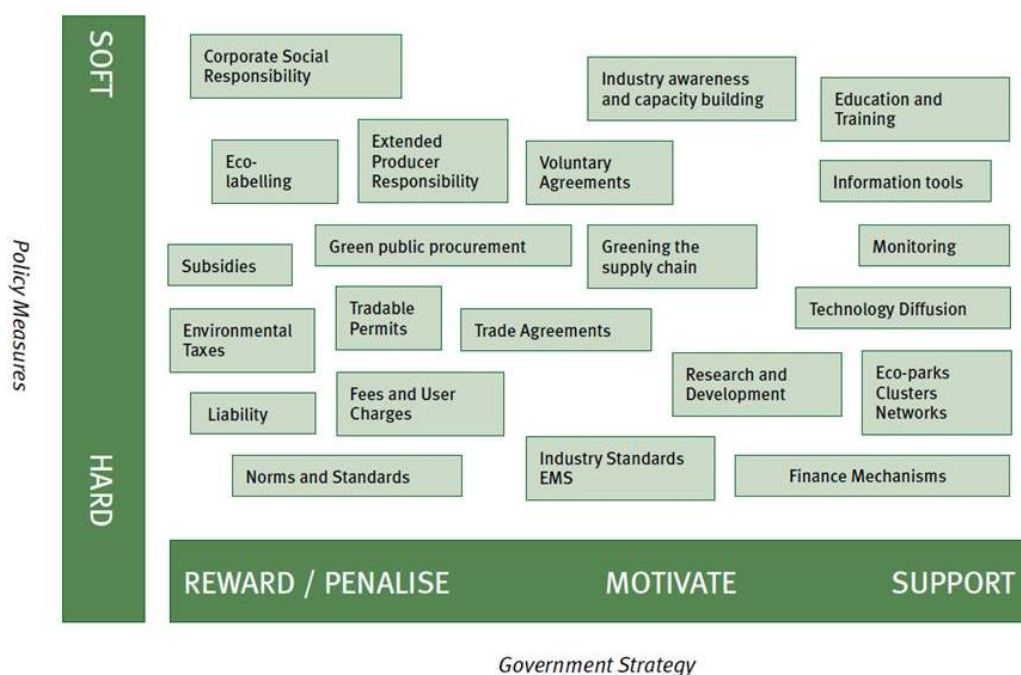 SOFT
Corporate Social
Responsibility
Industry awareness
and capacity building
Education and
Training
Eco-
labelling
Extended
Producer
Responsibility
Voluntary
Agreements
Information tools
Green public procurement
Greening the
supply chain
Monitoring
Subsidies
Policy Measures
Tradable
Permits
Technology Diffusion
Environmental
Taxes
Trade Agreements
Research and
Development
Eco-parks
Clusters
Networks
Liability
Fees and User
Charges
HARD
Norms and Standards
Industry Standards
EMS
Finance Mechanisms
REWARD / PENALISE
MOTIVATE
SUPPORT
Government Strategy